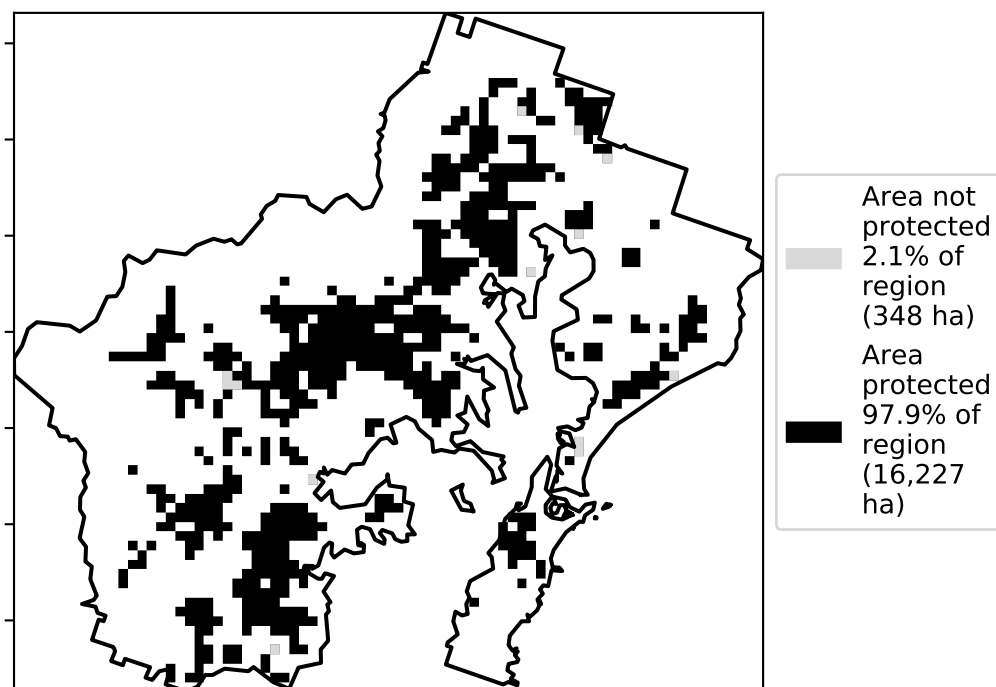 Area not
protected
2.1% of
region
(348 ha)
Area
protected
97.9% of
region
(16,227
ha)